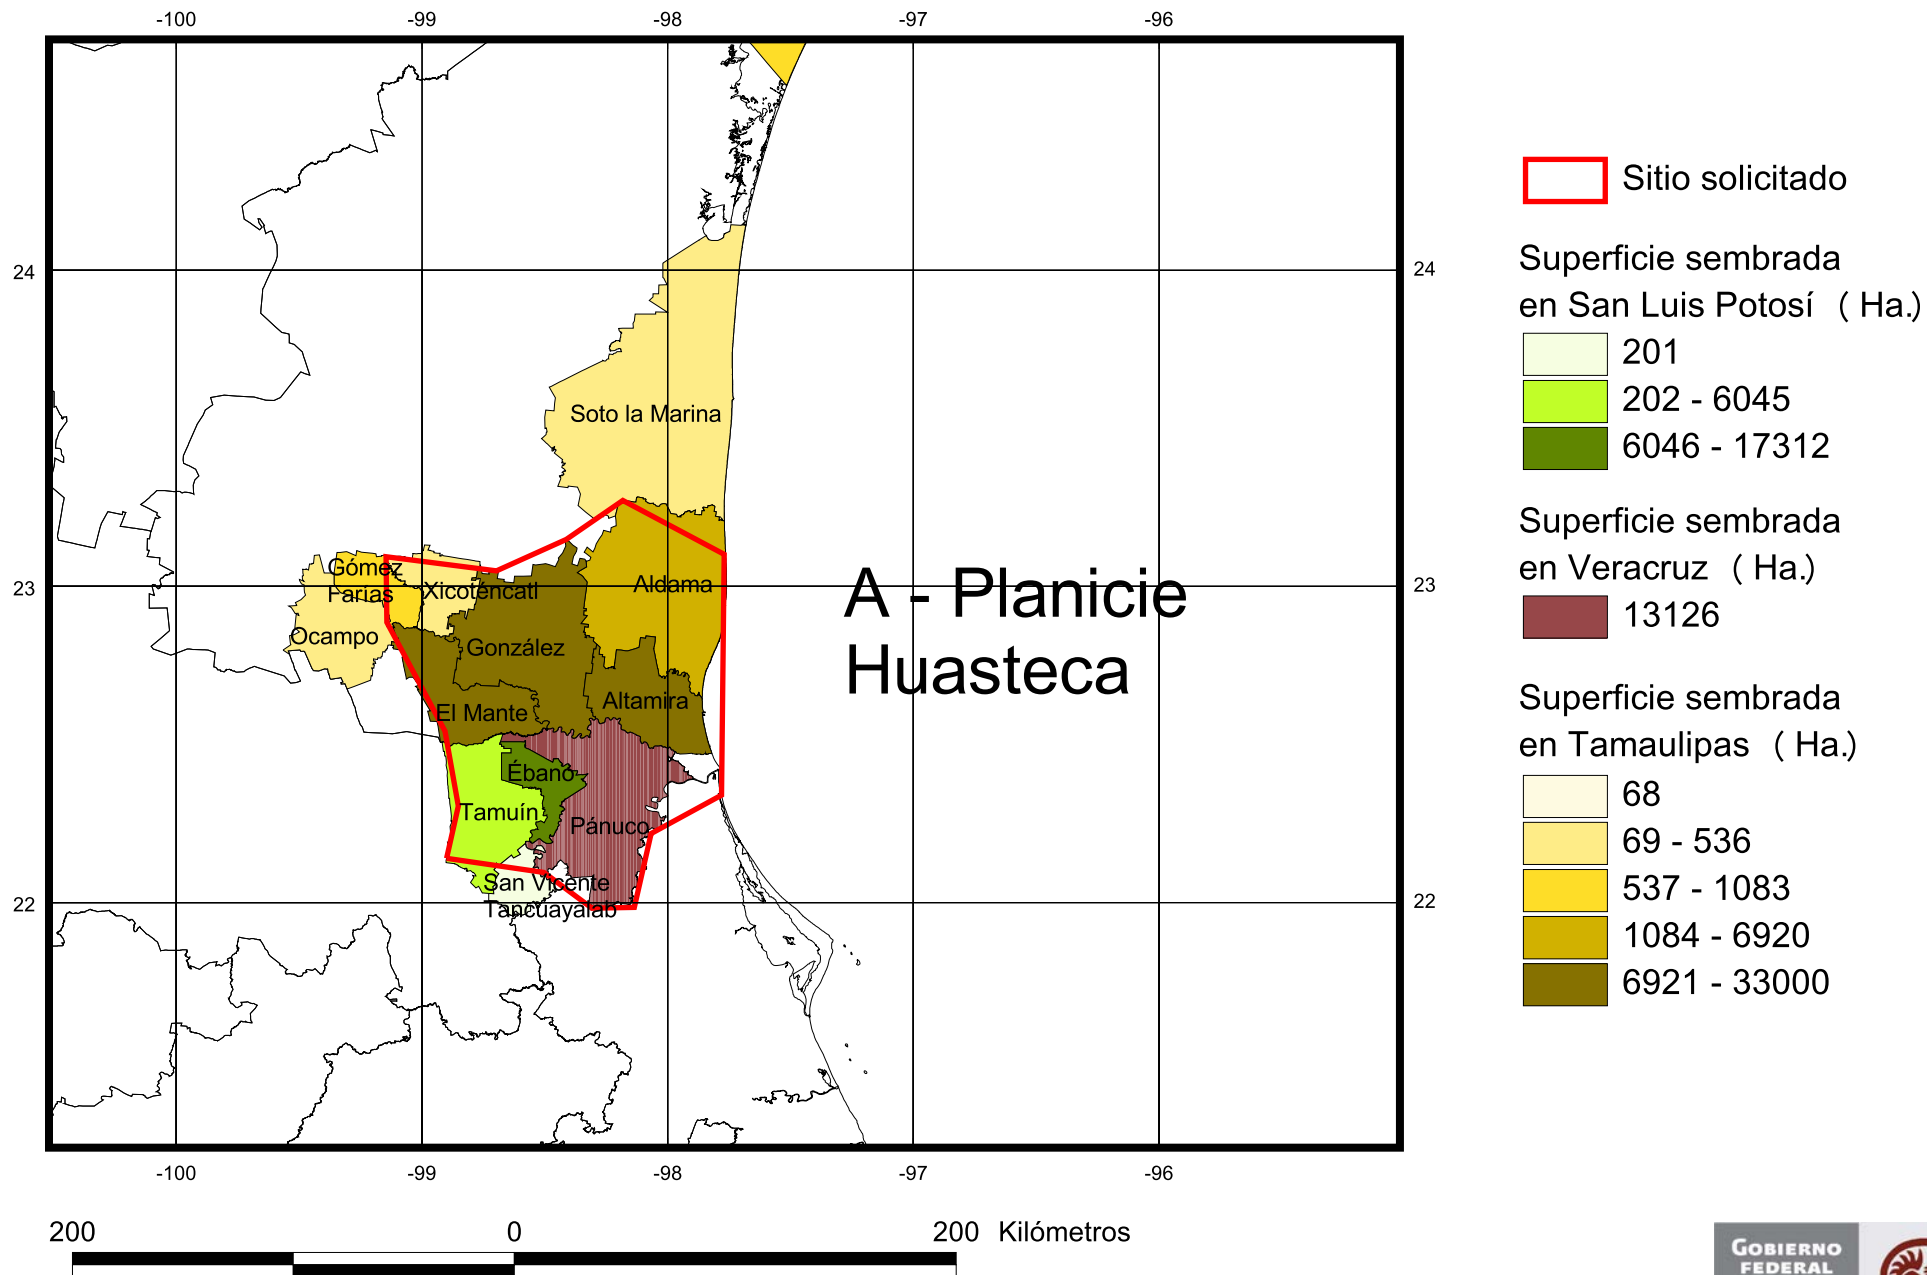 -100 -99 -98 -97 -96
24 24
Soto la Marina
Gómez
Farías
Xicoténcatl
Aldama
23 23
Ocampo
González
El Mante
Altamira
Ébano
Tamuín
Pánuco
San Vicente
Tancuayalab
22 22
A - Planicie
Huasteca
-100 -99 -98 -97 -96
200 0 200 Kilómetros
Sitio solicitado
Superficie sembrada
en San Luis Potosí ( Ha.)
201
202 - 6045
6046 - 17312
Superficie sembrada
en Veracruz ( Ha.)
13126
Superficie sembrada
en Tamaulipas ( Ha.)
68
69 - 536
537 - 1083
1084 - 6920
6921 - 33000
GOBIERNO
FEDERAL